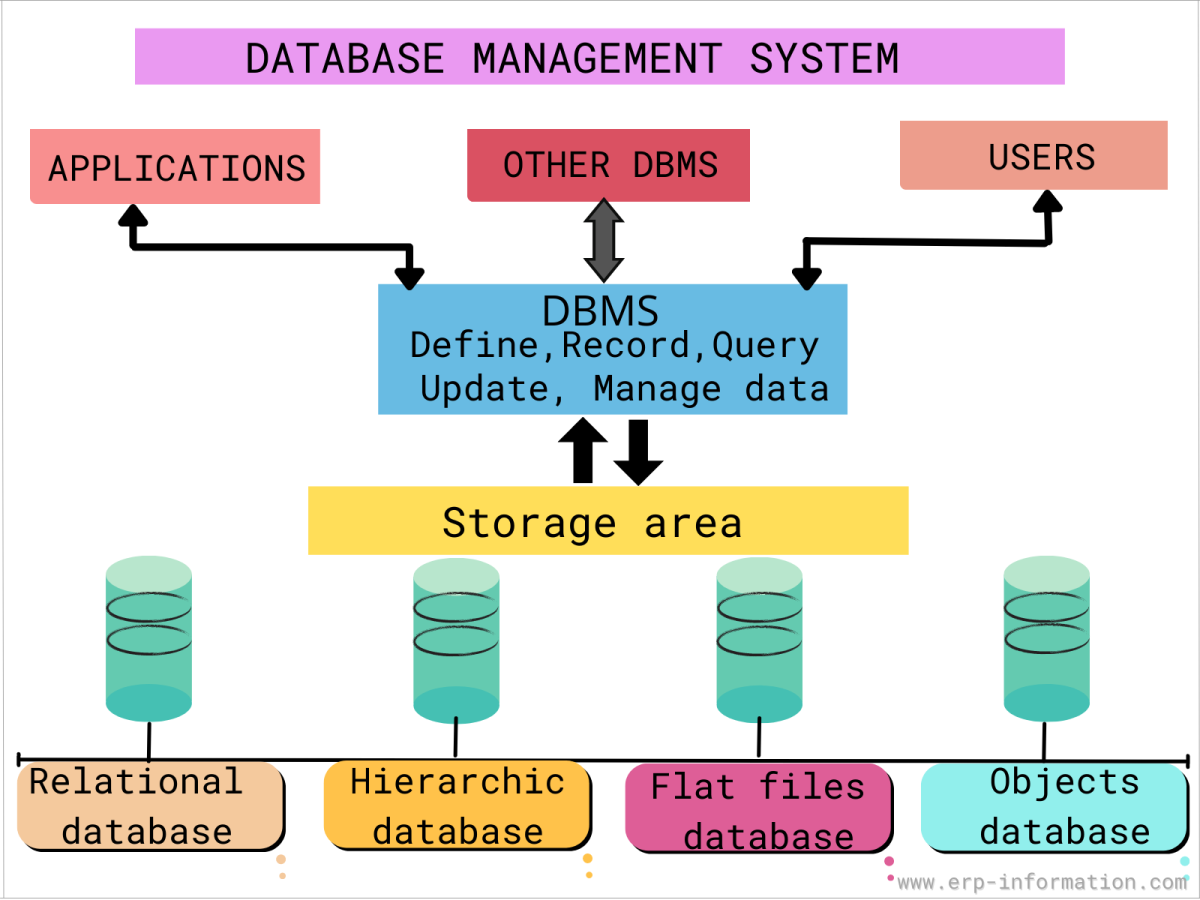 DATABASE MANAGEMENT SYSTEM
APPLICATIONS
OTHER DBMS
USERS
DBMS
Define,Record,Query
Update, Manage data
Storage area
Relational
database
Hierarchic
database
Flat files
database
Objects
database
www.erp-information.com